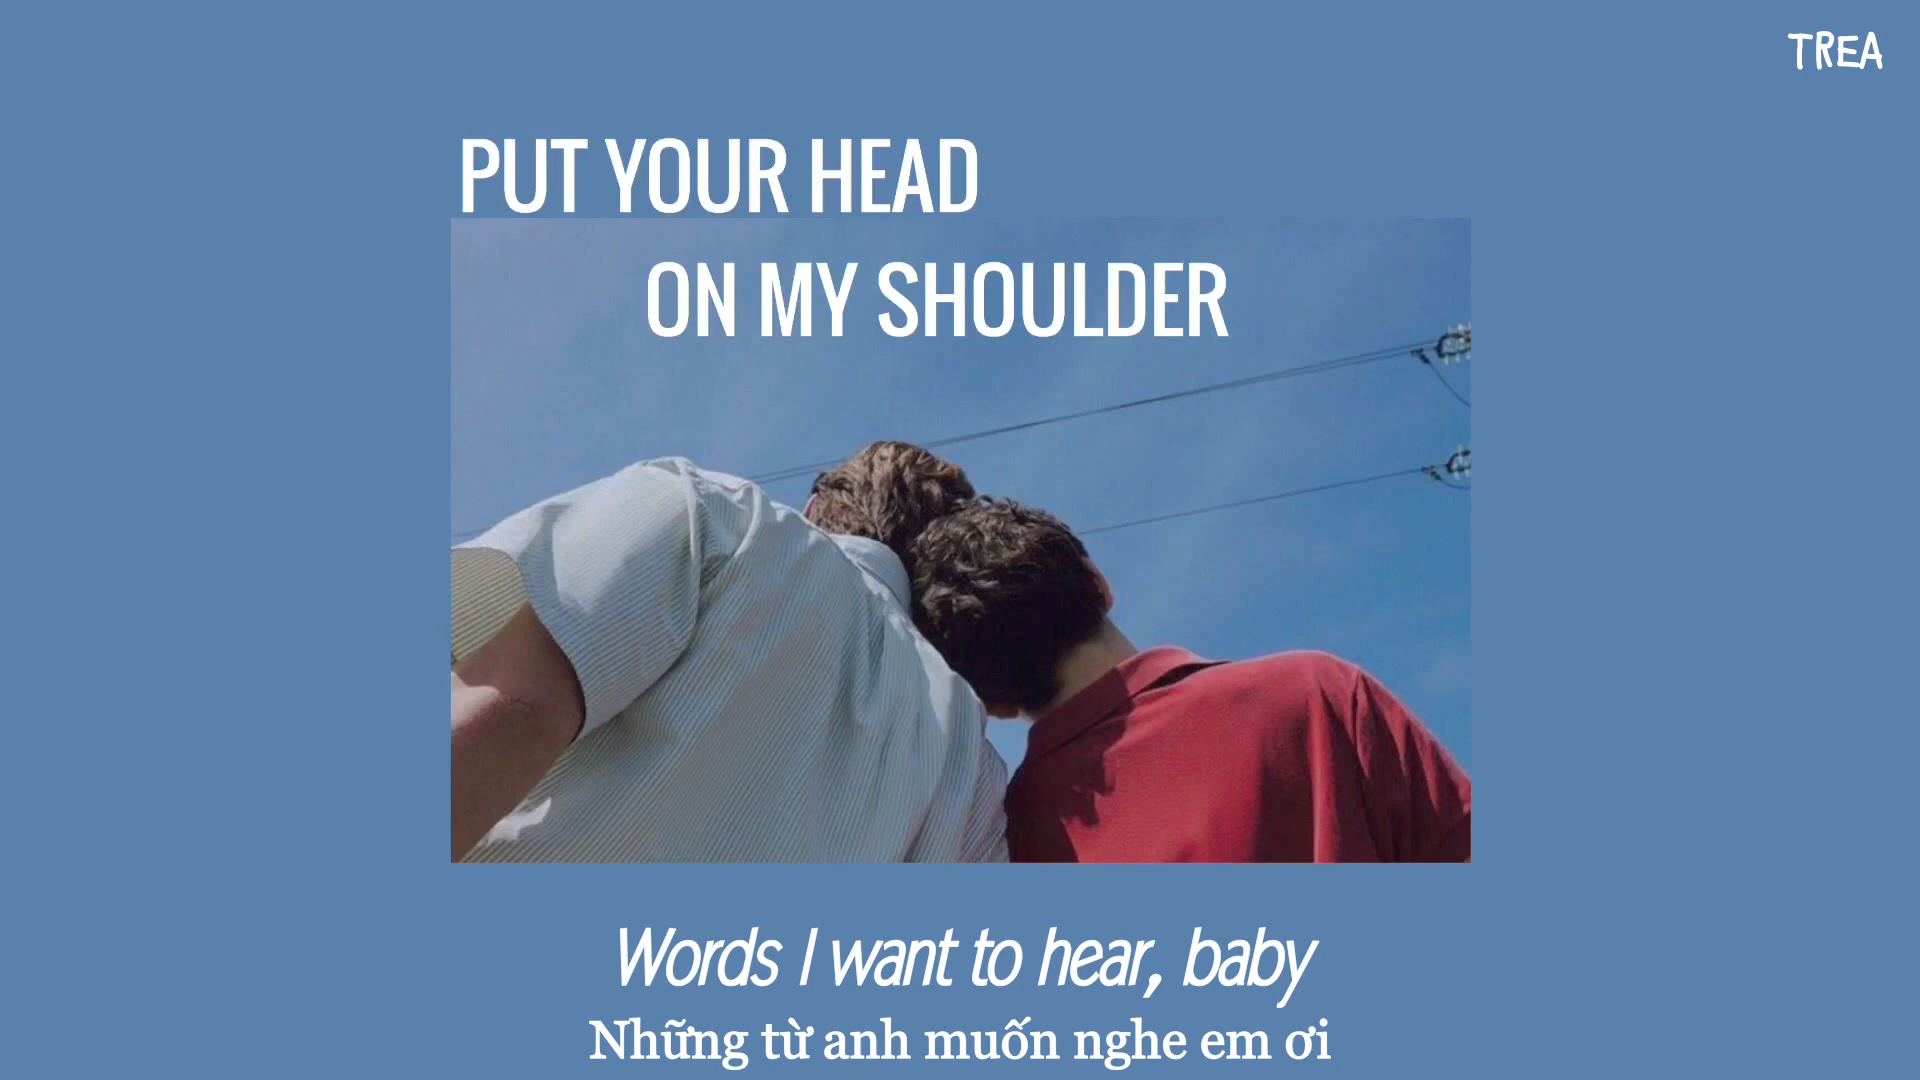 TREA
PUT YOUR HEAD
ON MY SHOULDER
Words I want to hear, baby
Những từ anh muốn nghe em ơi